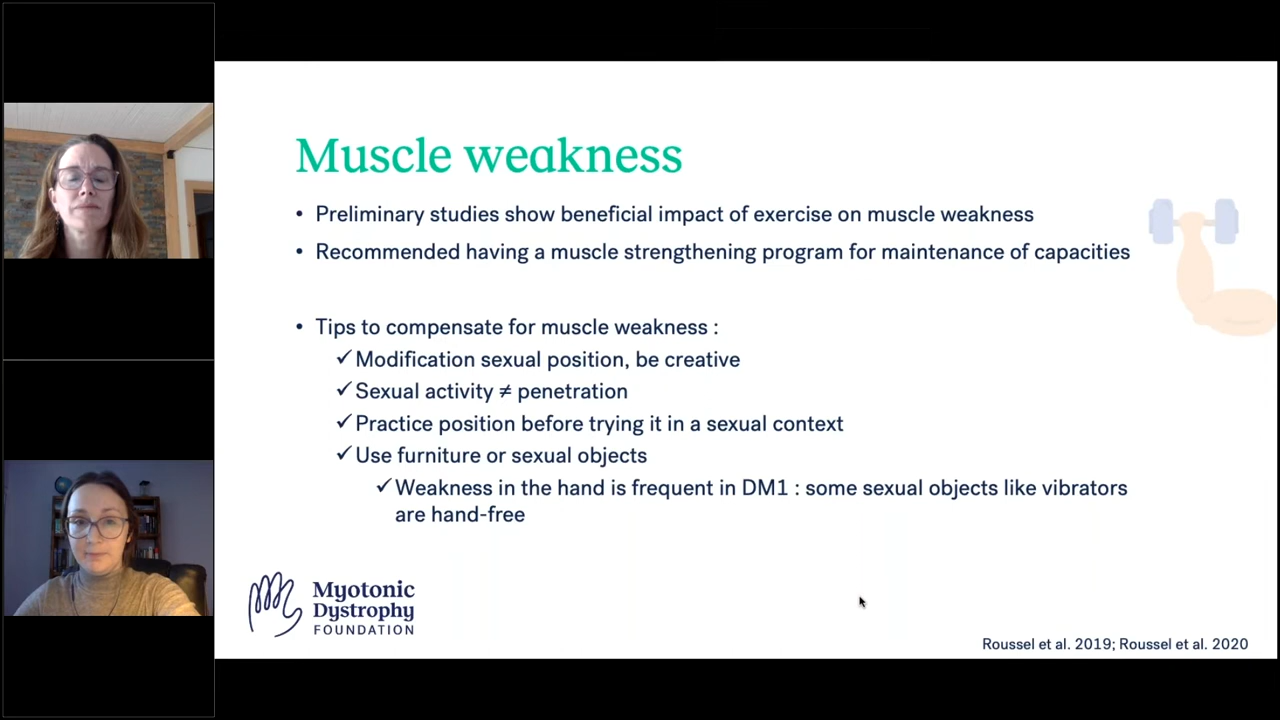 Muscle weakness
• Preliminary studies show beneficial impact of exercise on muscle weakness
• Recommended having a muscle strengthening program for maintenance of capacities
• Tips to compensate for muscle weakness :
✓ Modification sexual position, be creative
✓ Sexual activity ≠ penetration
✓ Practice position before trying it in a sexual context
✓ Use furniture or sexual objects
✓ Weakness in the hand is frequent in DM1 : some sexual objects like vibrators
are hand-free
Myotonic
Dystrophy
FOUNDATION
Roussel et al. 2019; Roussel et al. 2020